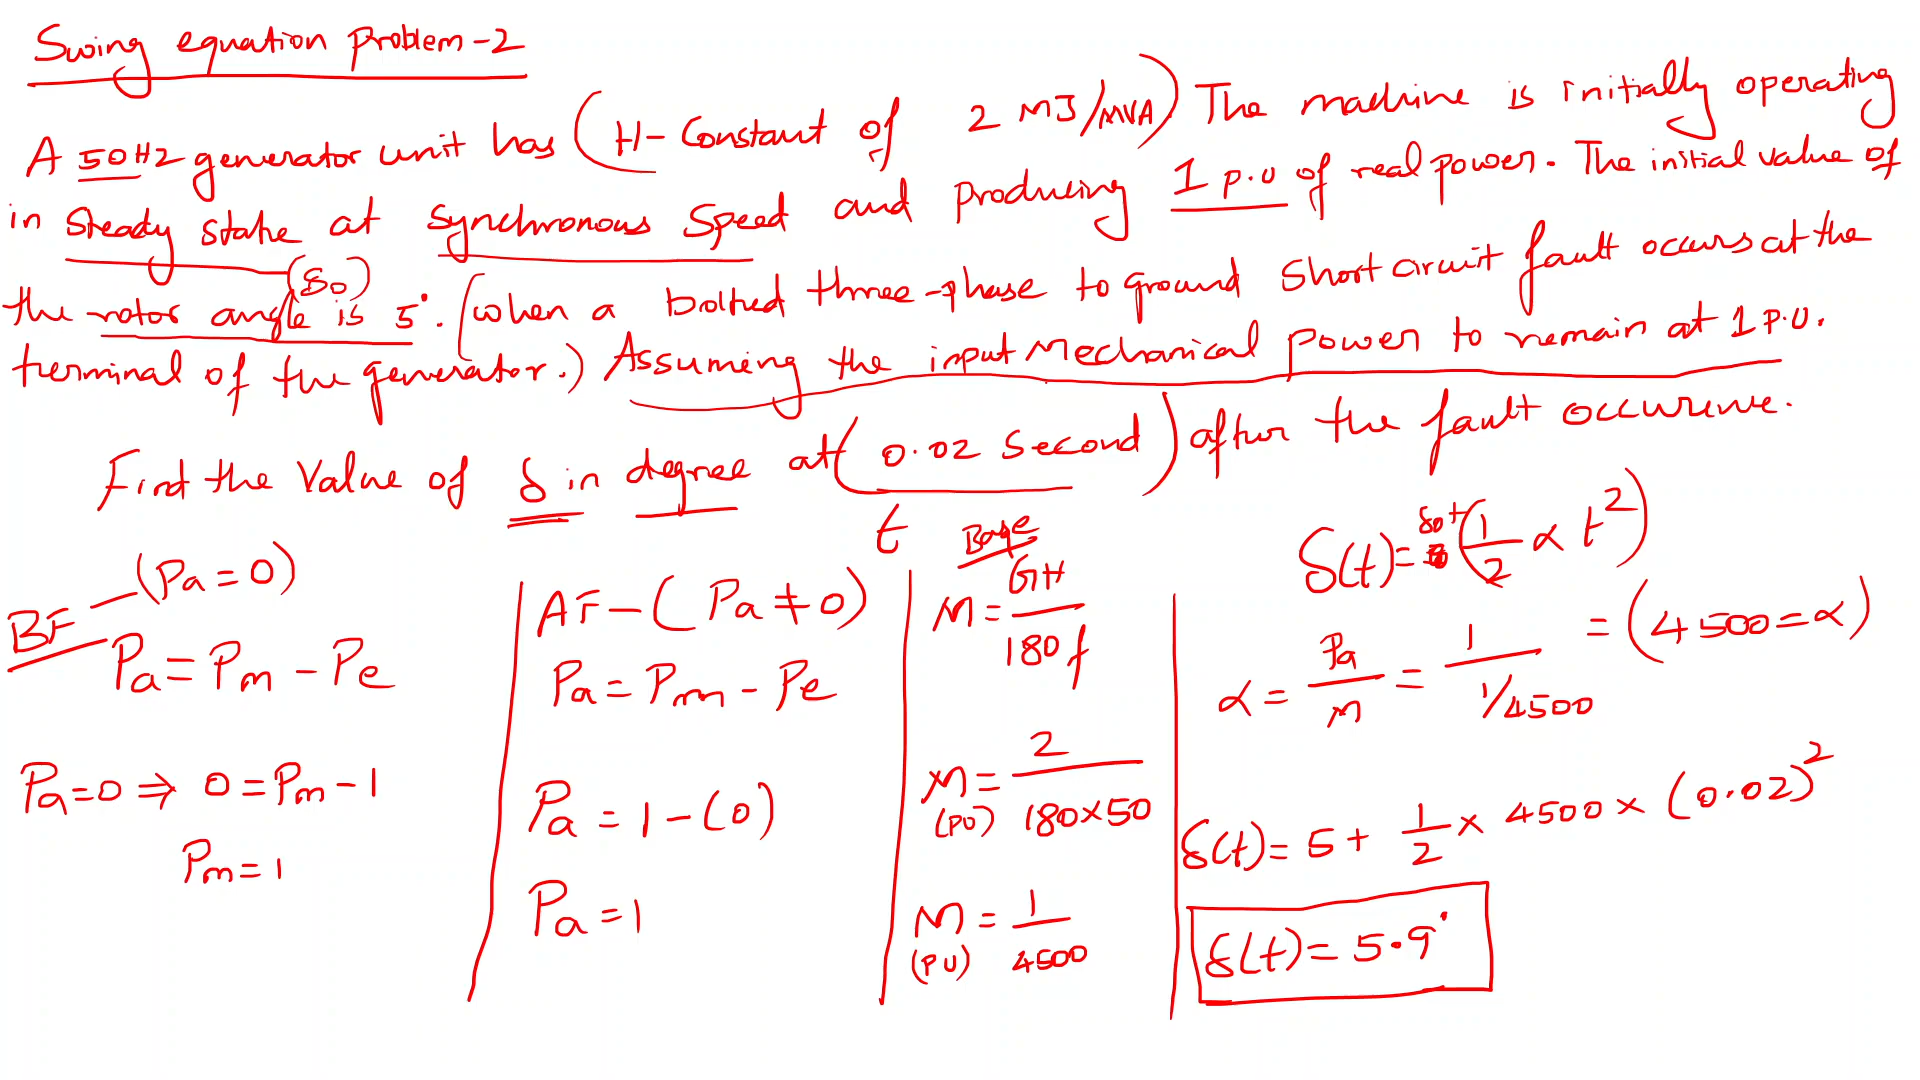 Swing equation Problem-2
A 50Hz generator unit has (H-Constant of 2 MJ/MVA) The machine is initially operating
in steady state at synchronous speed and producing 1 p.u of real power. The initial value of
(δ0)
the rotor angle is 5°. (when a bolted three-phase to ground short circuit fault occurs at the
terminal of the generator.) Assuming the input Mechanical power to remain at 1 P.U.
Find the value of δ in degree at (0.02 Second) after the fault occurence.
t
BF - (Pa = 0)
Pa = Pm - Pe
Pa=0 ⇒ 0 = Pm - 1
Pm = 1
AF - (Pa ≠ 0)
Pa = Pm - Pe
Pa = 1 - (0)
Pa = 1
Base
M = GH / 180 f
M = 2 / 180×50
(PU)
M = 1 / 4500
(PU)
δ(t) = δ0 + (1/2 α t²)
α = Pa / M = 1 / 1/4500 = (4500 = α)
δ(t) = 5 + 1/2 × 4500 × (0.02)²
δ(t) = 5.9°